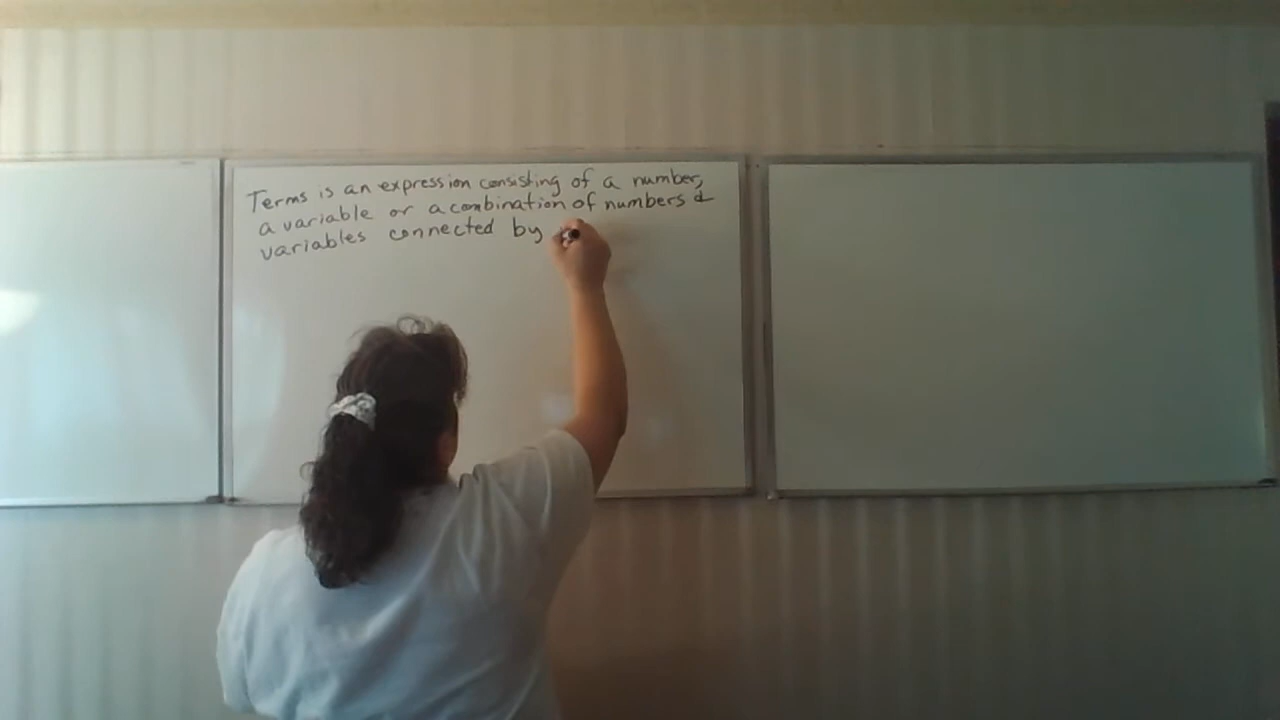 Terms is an expression consisting of a number,
a variable or a combination of numbers &
variables connected by